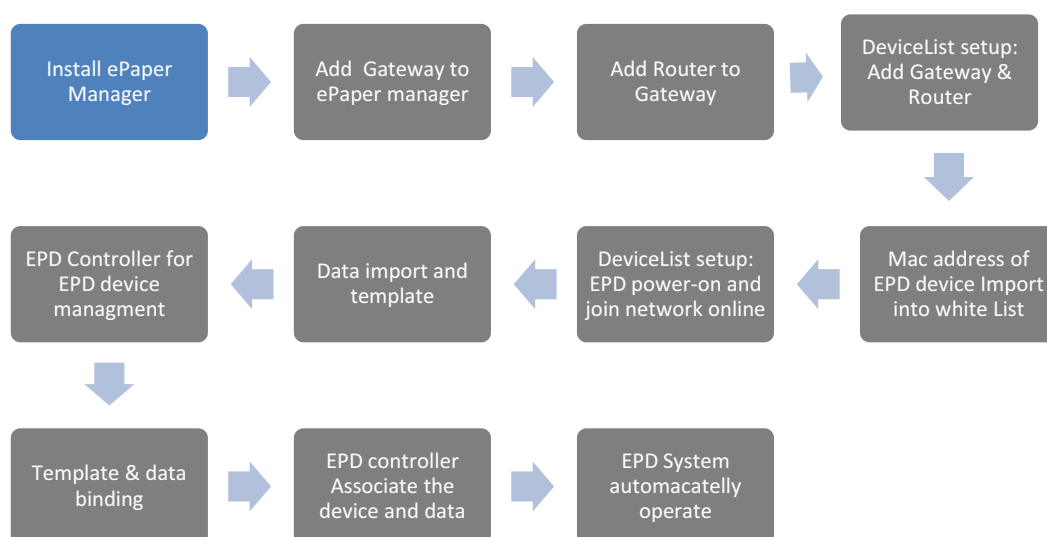 Install ePaper
Manager
Add Gateway to
ePaper manager
Add Router to
Gateway
DeviceList setup:
Add Gateway &
Router
Mac address of
EPD device Import
into white List
DeviceList setup:
EPD power-on and
join network online
Data import and
template
EPD Controller for
EPD device
managment
Template & data
binding
EPD controller
Associate the
device and data
EPD System
automacatelly
operate